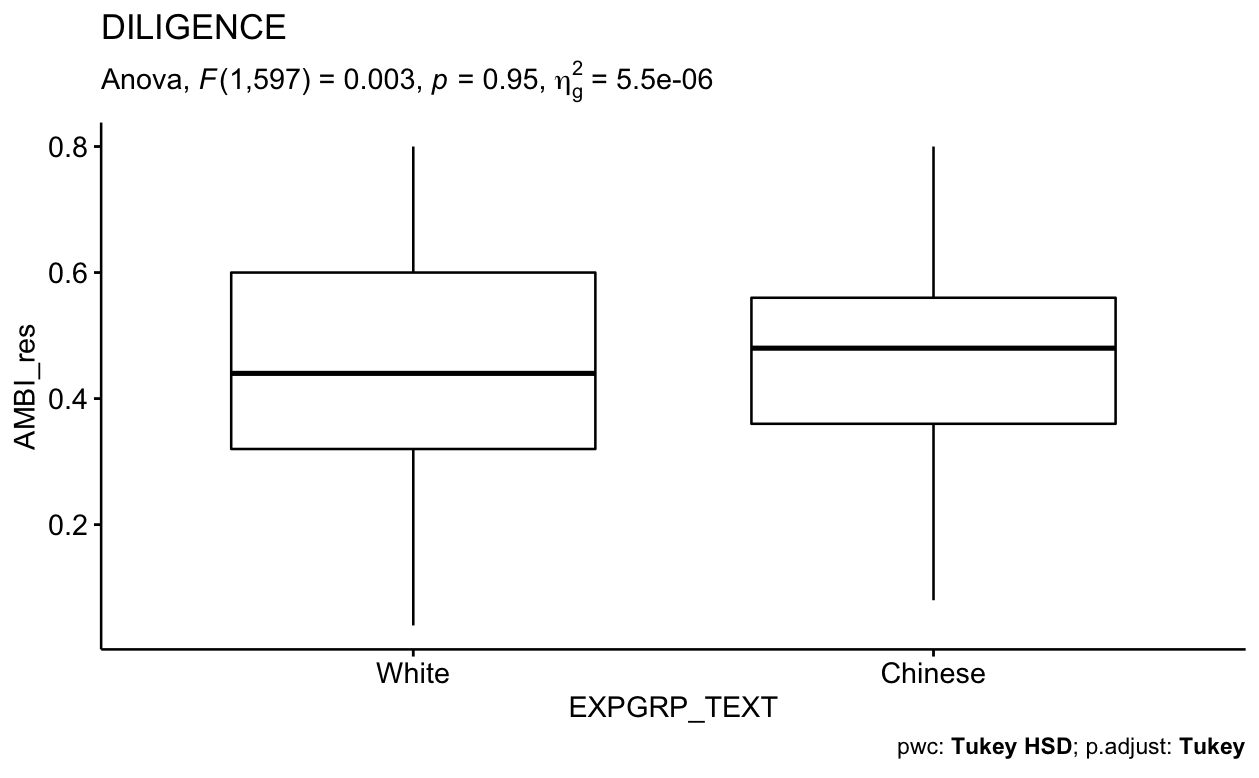 DILIGENCE
Anova, F(1,597) = 0.003, p = 0.95, η²g = 5.5e-06
0.8
0.6
0.4
0.2
AMBI_res
White Chinese
EXPGRP_TEXT
pwc: Tukey HSD; p.adjust: Tukey